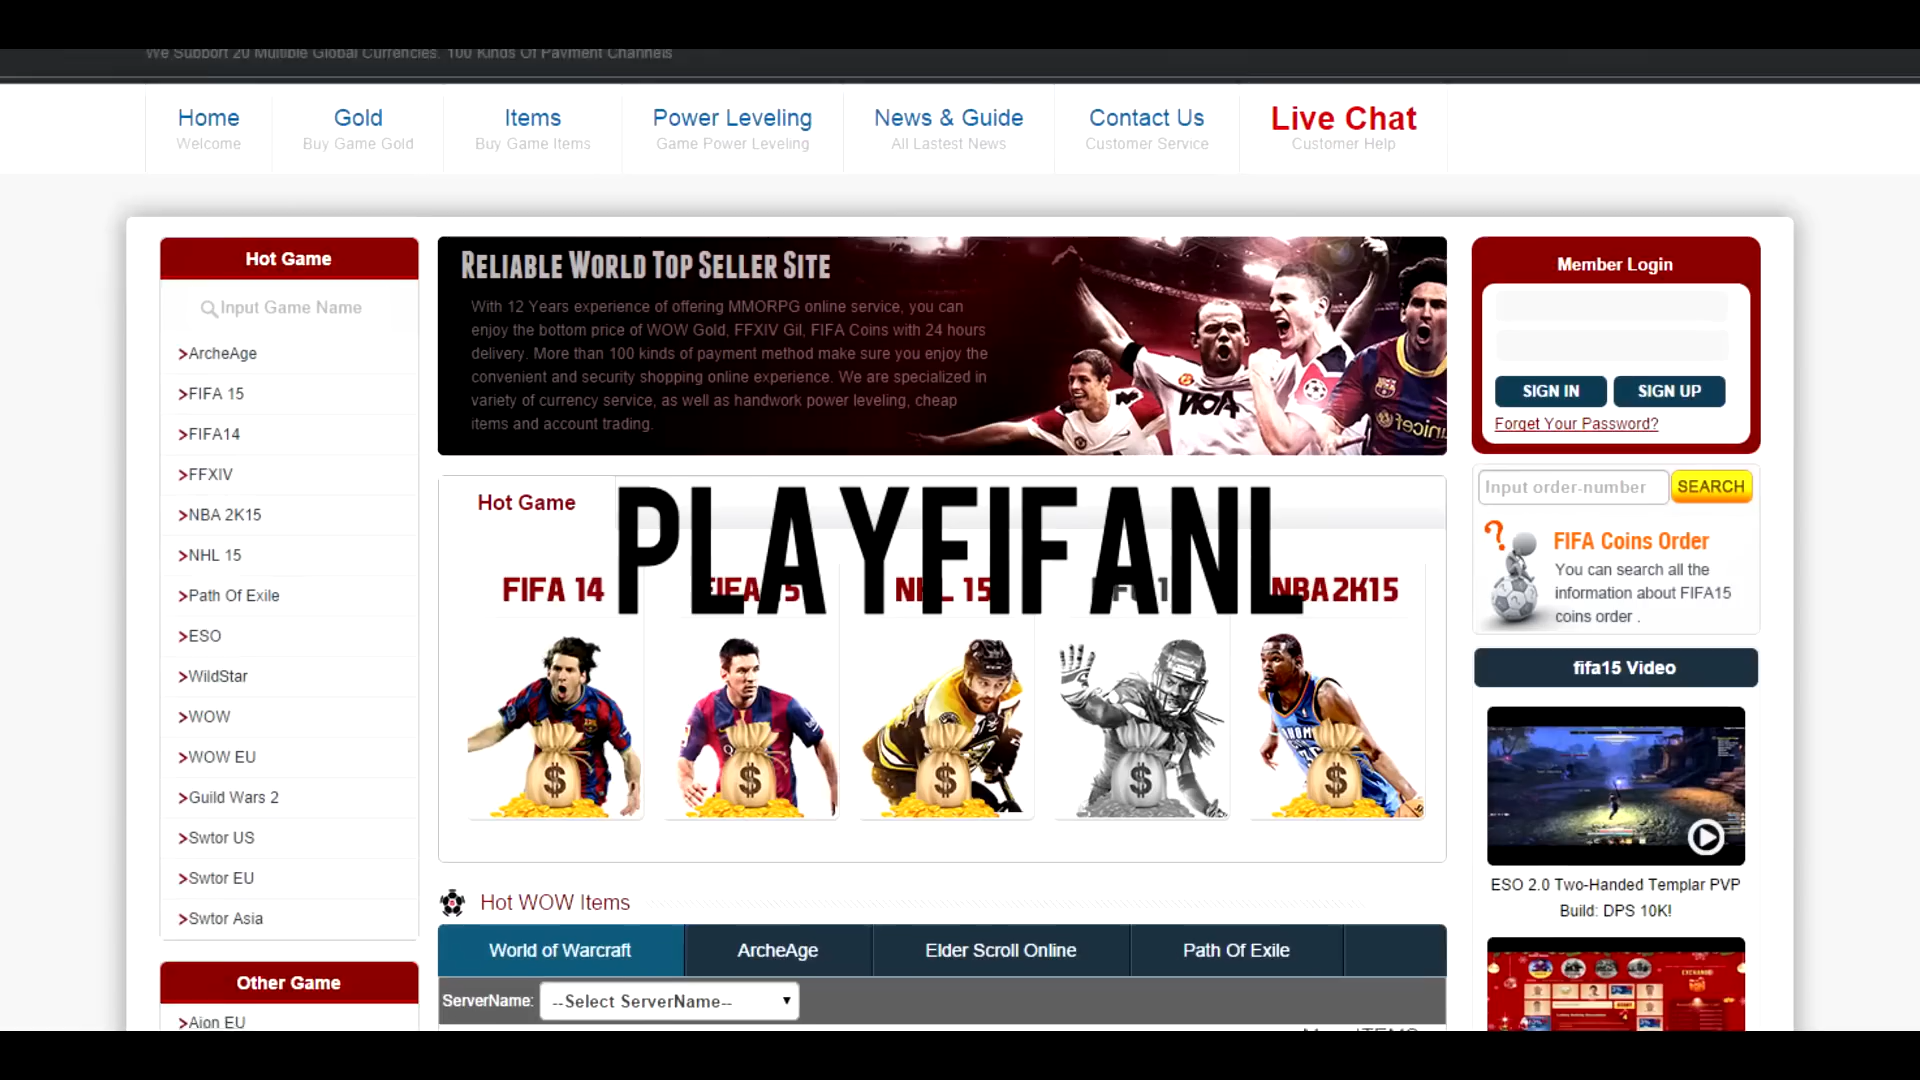 We Support 20 Multible Global Currencies. 100 Kinds Of Payment Channels
Home
Welcome
Gold
Buy Game Gold
Items
Buy Game Items
Power Leveling
Game Power Leveling
News & Guide
All Lastest News
Contact Us
Customer Service
Live Chat
Customer Help
Hot Game
Input Game Name
>ArcheAge
>FIFA 15
>FIFA14
>FFXIV
>NBA 2K15
>NHL 15
>Path Of Exile
>ESO
>WildStar
>WOW
>WOW EU
>Guild Wars 2
>Swtor US
>Swtor EU
>Swtor Asia
Other Game
>Aion EU
RELIABLE WORLD TOP SELLER SITE
With 12 Years experience of offering MMORPG online service, you can
enjoy the bottom price of WOW Gold, FFXIV Gil, FIFA Coins with 24 hours
delivery. More than 100 kinds of payment method make sure you enjoy the
convenient and security shopping online experience. We are specialized in
variety of currency service, as well as handwork power leveling, cheap
items and account trading.
AON
unicef
Hot Game
PLAYFIFANL
FIFA 14
NHL 15
NBA 2K15
Hot WOW Items
World of Warcraft
ArcheAge
Elder Scroll Online
Path Of Exile
ServerName:
--Select ServerName--
Member Login
SIGN IN
SIGN UP
Forget Your Password?
Input order-number
SEARCH
FIFA Coins Order
You can search all the
information about FIFA15
coins order .
fifa15 Video
ESO 2.0 Two-Handed Templar PVP
Build: DPS 10K!